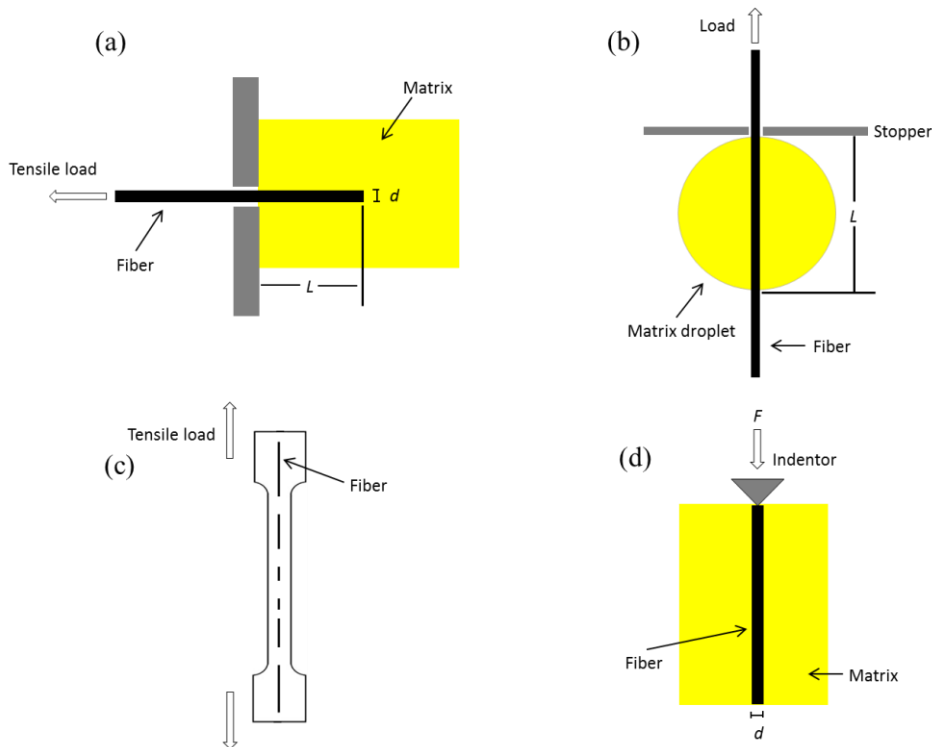 (a)
Matrix
Tensile load
d
Fiber
L
(b)
Load
Stopper
L
Matrix droplet
Fiber
(c)
Tensile load
Fiber
(d)
F
Indentor
Fiber
Matrix
d